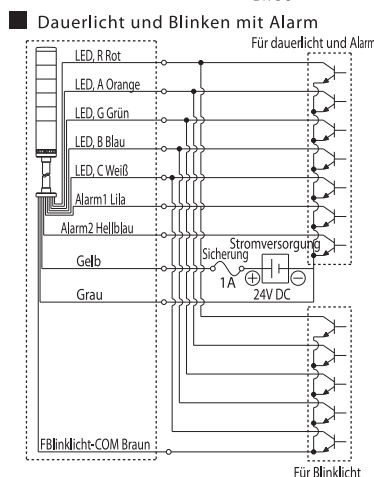 Dauerlicht und Blinken mit Alarm
Für dauerlicht und Alarm
LED, R Rot
LED, A Orange
LED, G Grün
LED, B Blau
LED, C Weiß
Alarm1 Lila
Alarm2 Hellblau
Stromversorgung
Sicherung
Gelb
1A
24V DC
Grau
FBlinklicht-COM Braun
Für Blinklicht